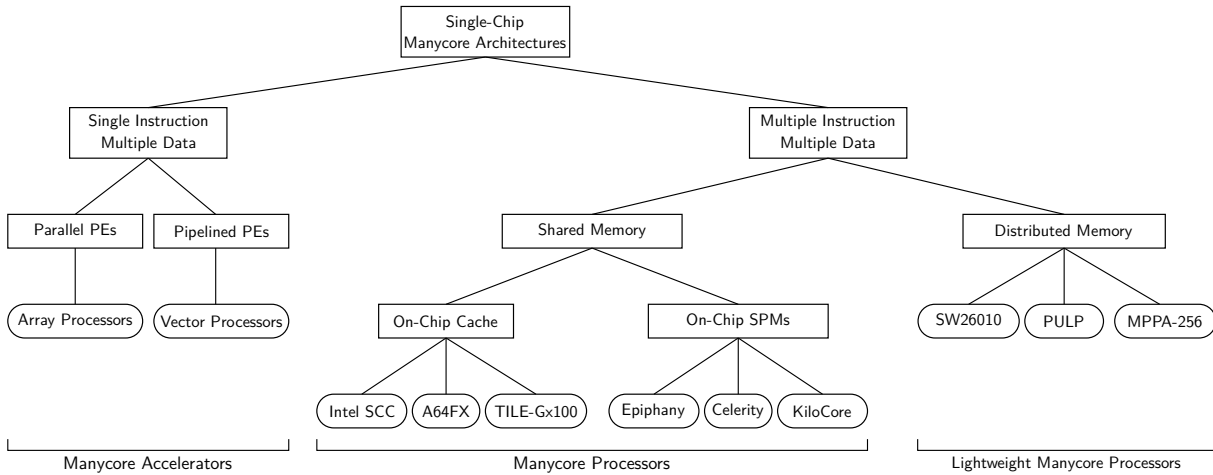 Single-Chip
Manycore Architectures
Single Instruction
Multiple Data
Multiple Instruction
Multiple Data
Parallel PEs
Pipelined PEs
Shared Memory
Distributed Memory
Array Processors
Vector Processors
On-Chip Cache
On-Chip SPMs
SW26010
PULP
MPPA-256
Intel SCC
A64FX
TILE-Gx100
Epiphany
Celerity
KiloCore
Manycore Accelerators
Manycore Processors
Lightweight Manycore Processors